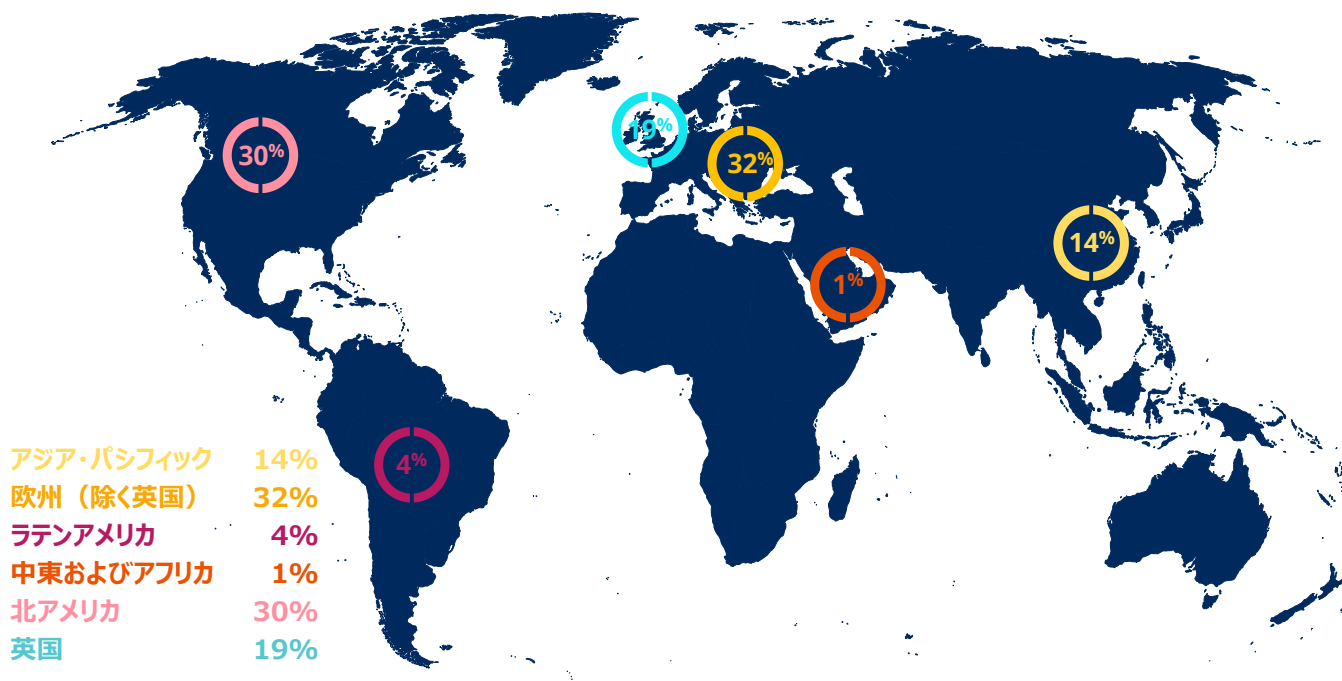 19%
30%
32%
14%
1%
4%
アジア・パシフィック 14%
欧州（除く英国） 32%
ラテンアメリカ 4%
中東およびアフリカ 1%
北アメリカ 30%
英国 19%